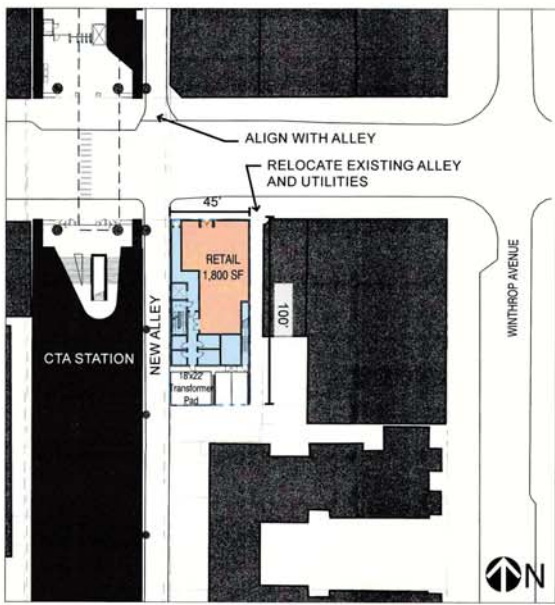 ALIGN WITH ALLEY
RELOCATE EXISTING ALLEY
AND UTILITIES
45'
RETAIL
1,800 SF
100'
WINTHROP AVENUE
NEW ALLEY
CTA STATION
18'x22'
Transformer
Pad
N